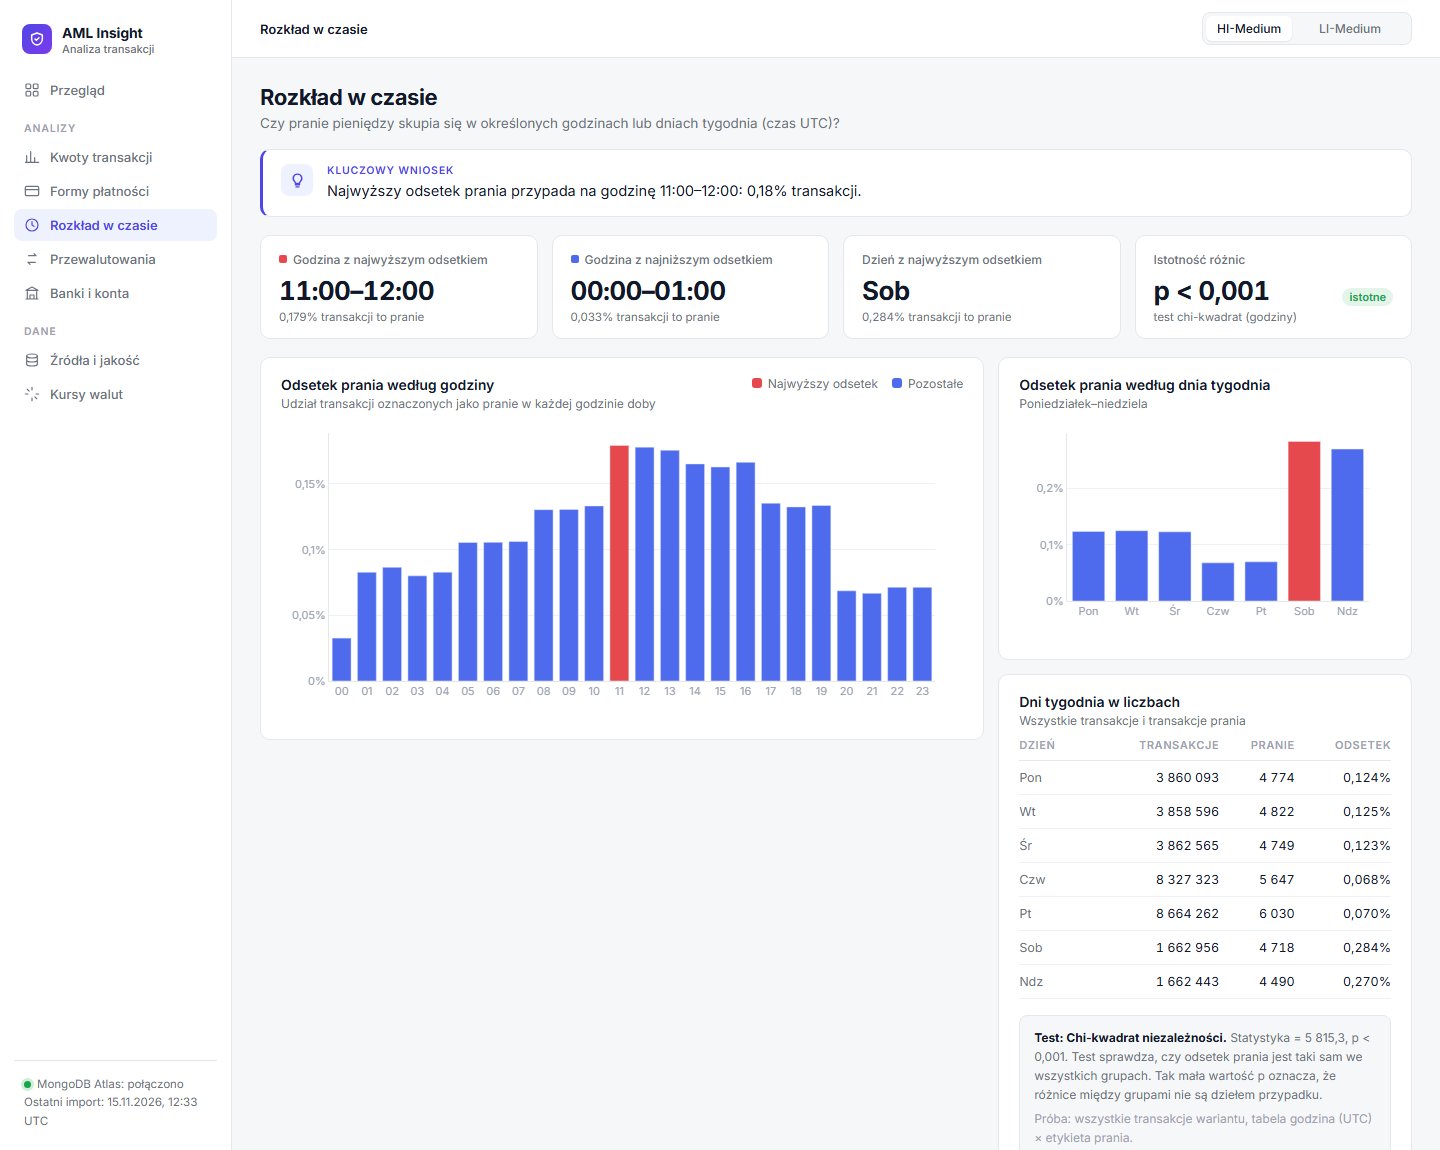 AML Insight
Analiza transakcji
Przegląd
ANALIZY
Kwoty transakcji
Formy płatności
Rozkład w czasie
Przewalutowania
Banki i konta
DANE
Źródła i jakość
Kursy walut
MongoDB Atlas: połączono
Ostatni import: 15.11.2026, 12:33
UTC
Rozkład w czasie
HI-Medium
LI-Medium
Rozkład w czasie
Czy pranie pieniędzy skupia się w określonych godzinach lub dniach tygodnia (czas UTC)?
KLUCZOWY WNIOSEK
Najwyższy odsetek prania przypada na godzinę 11:00–12:00: 0,18% transakcji.
Godzina z najwyższym odsetkiem
11:00–12:00
0,179% transakcji to pranie
Godzina z najniższym odsetkiem
00:00–01:00
0,033% transakcji to pranie
Dzień z najwyższym odsetkiem
Sob
0,284% transakcji to pranie
Istotność różnic
p < 0,001
istotne
test chi-kwadrat (godziny)
Odsetek prania według godziny
Udział transakcji oznaczonych jako pranie w każdej godzinie doby
Najwyższy odsetek
Pozostałe
0,15%
0,1%
0,05%
0%
00 01 02 03 04 05 06 07 08 09 10 11 12 13 14 15 16 17 18 19 20 21 22 23
Odsetek prania według dnia tygodnia
Poniedziałek–niedziela
0,2%
0,1%
0%
Pon Wt Śr Czw Pt Sob Ndz
Dni tygodnia w liczbach
Wszystkie transakcje i transakcje prania
DZIEŃ TRANSAKCJE PRANIE ODSETEK
Pon 3 860 093 4 774 0,124%
Wt 3 858 596 4 822 0,125%
Śr 3 862 565 4 749 0,123%
Czw 8 327 323 5 647 0,068%
Pt 8 664 262 6 030 0,070%
Sob 1 662 956 4 718 0,284%
Ndz 1 662 443 4 490 0,270%
Test: Chi-kwadrat niezależności. Statystyka = 5 815,3, p <
0,001. Test sprawdza, czy odsetek prania jest taki sam we
wszystkich grupach. Tak mała wartość p oznacza, że
różnice między grupami nie są dziełem przypadku.
Próba: wszystkie transakcje wariantu, tabela godzina (UTC)
× etykieta prania.